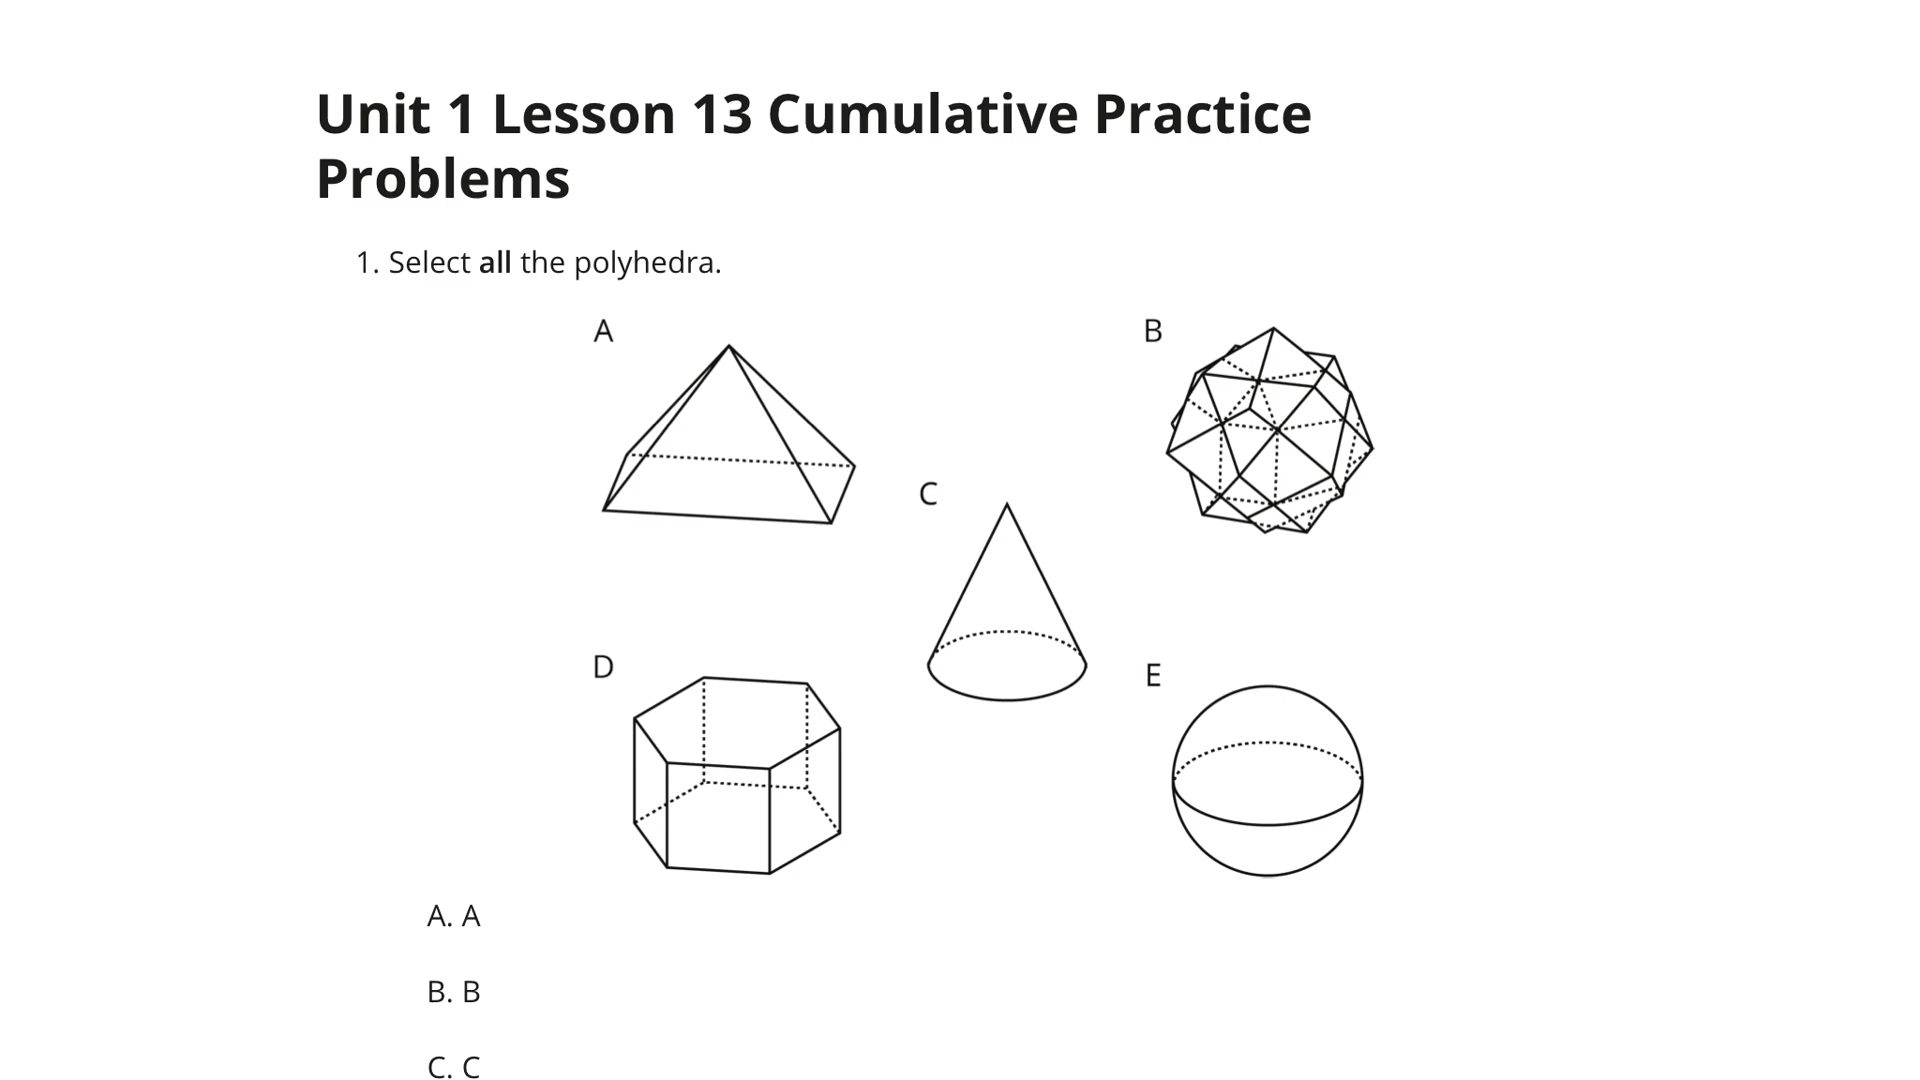 Unit 1 Lesson 13 Cumulative Practice
Problems
1. Select all the polyhedra.
A
B
C
D
E
A. A
B. B
C. C